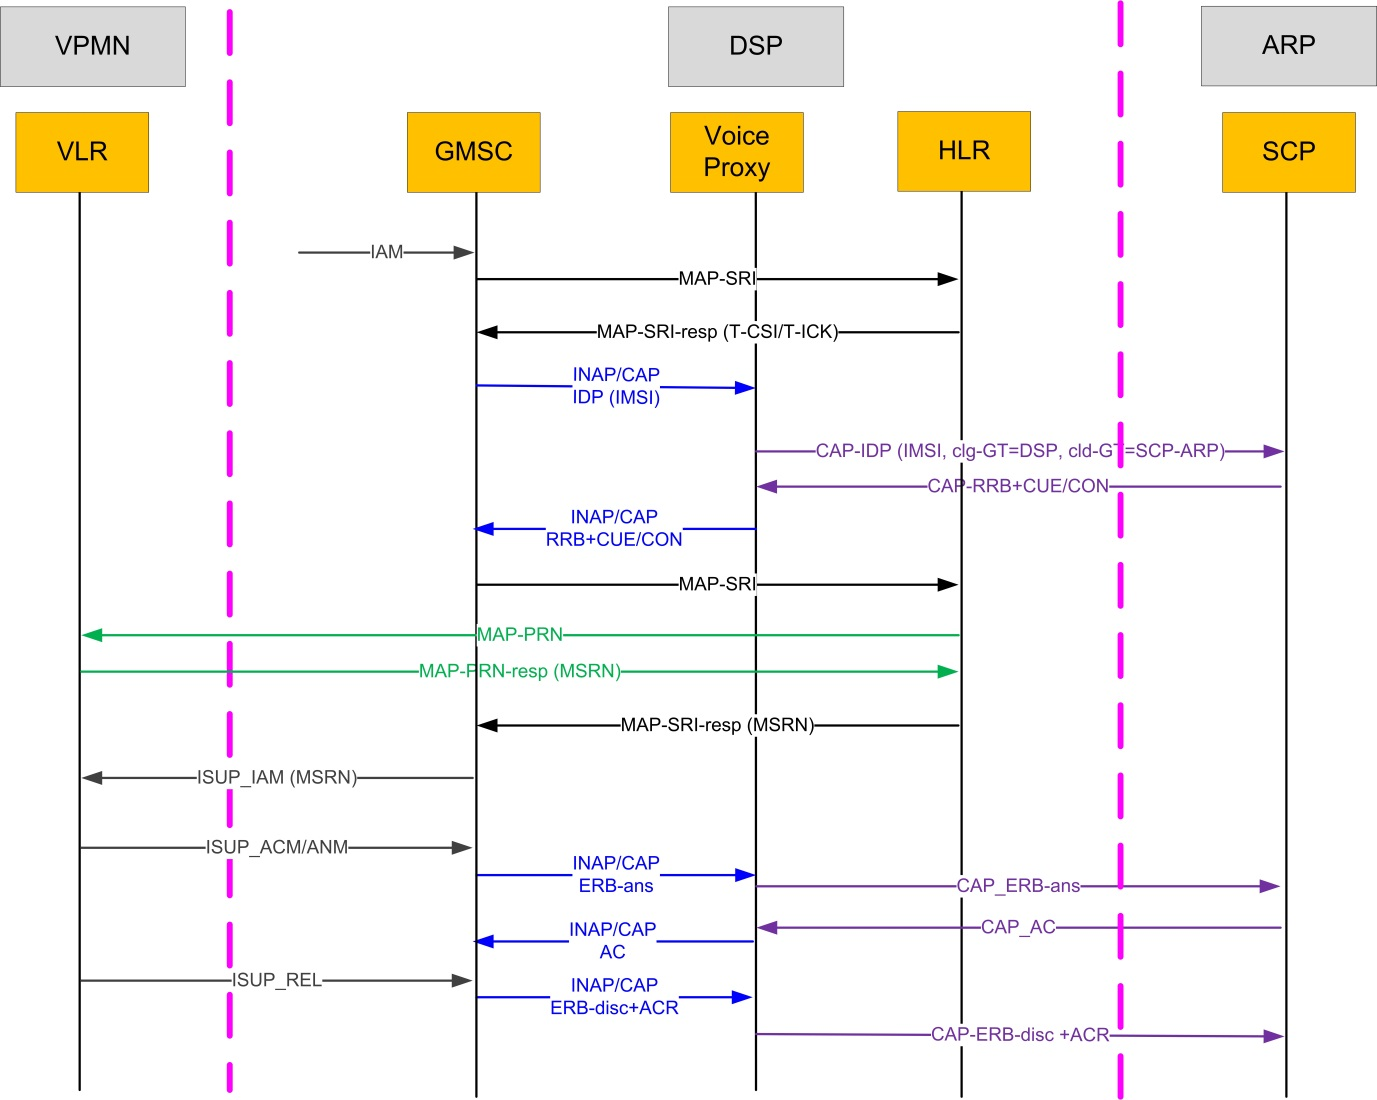 VPMN
DSP
ARP
VLR
GMSC
Voice
Proxy
HLR
SCP
IAM
MAP-SRI
MAP-SRI-resp (T-CSI/T-ICK)
INAP/CAP
IDP (IMSI)
CAP-IDP (IMSI, clg-GT=DSP, cld-GT=SCP-ARP)
CAP-RRB+CUE/CON
INAP/CAP
RRB+CUE/CON
MAP-SRI
MAP-PRN
MAP-PRN-resp (MSRN)
MAP-SRI-resp (MSRN)
ISUP_IAM (MSRN)
ISUP_ACM/ANM
INAP/CAP
ERB-ans
CAP_ERB-ans
CAP_AC
INAP/CAP
AC
ISUP_REL
INAP/CAP
ERB-disc+ACR
CAP-ERB-disc +ACR